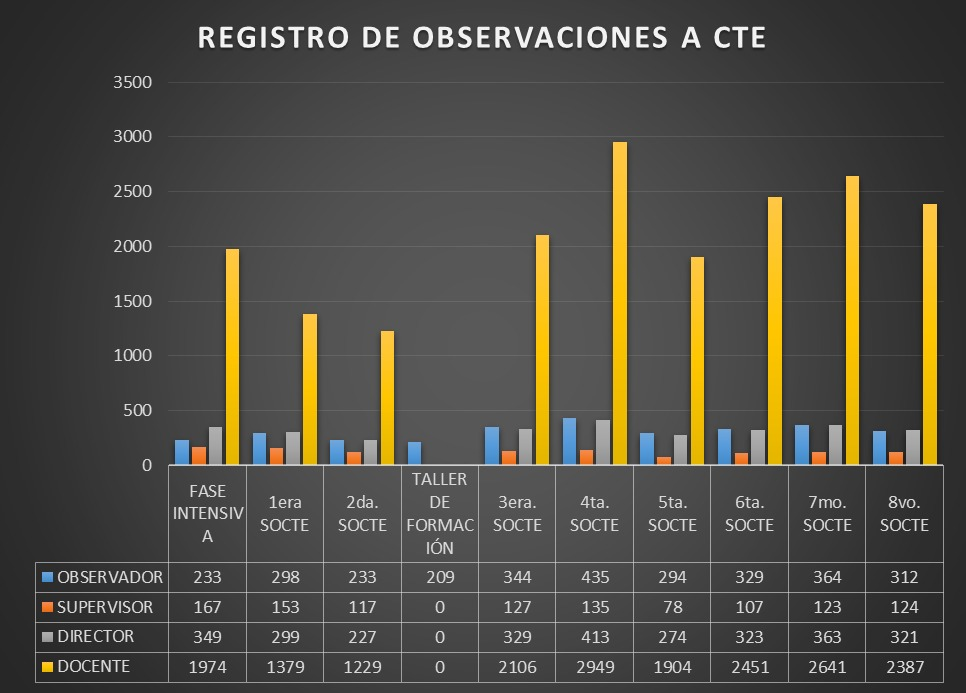 REGISTRO DE OBSERVACIONES A CTE
3500
3000
2500
2000
1500
1000
500
0
FASE INTENSIV A
1era SOCTE
2da. SOCTE
TALLER DE FORMAC IÓN
3era. SOCTE
4ta. SOCTE
5ta. SOCTE
6ta. SOCTE
7mo. SOCTE
8vo. SOCTE
OBSERVADOR 233 298 233 209 344 435 294 329 364 312
SUPERVISOR 167 153 117 0 127 135 78 107 123 124
DIRECTOR 349 299 227 0 329 413 274 323 363 321
DOCENTE 1974 1379 1229 0 2106 2949 1904 2451 2641 2387